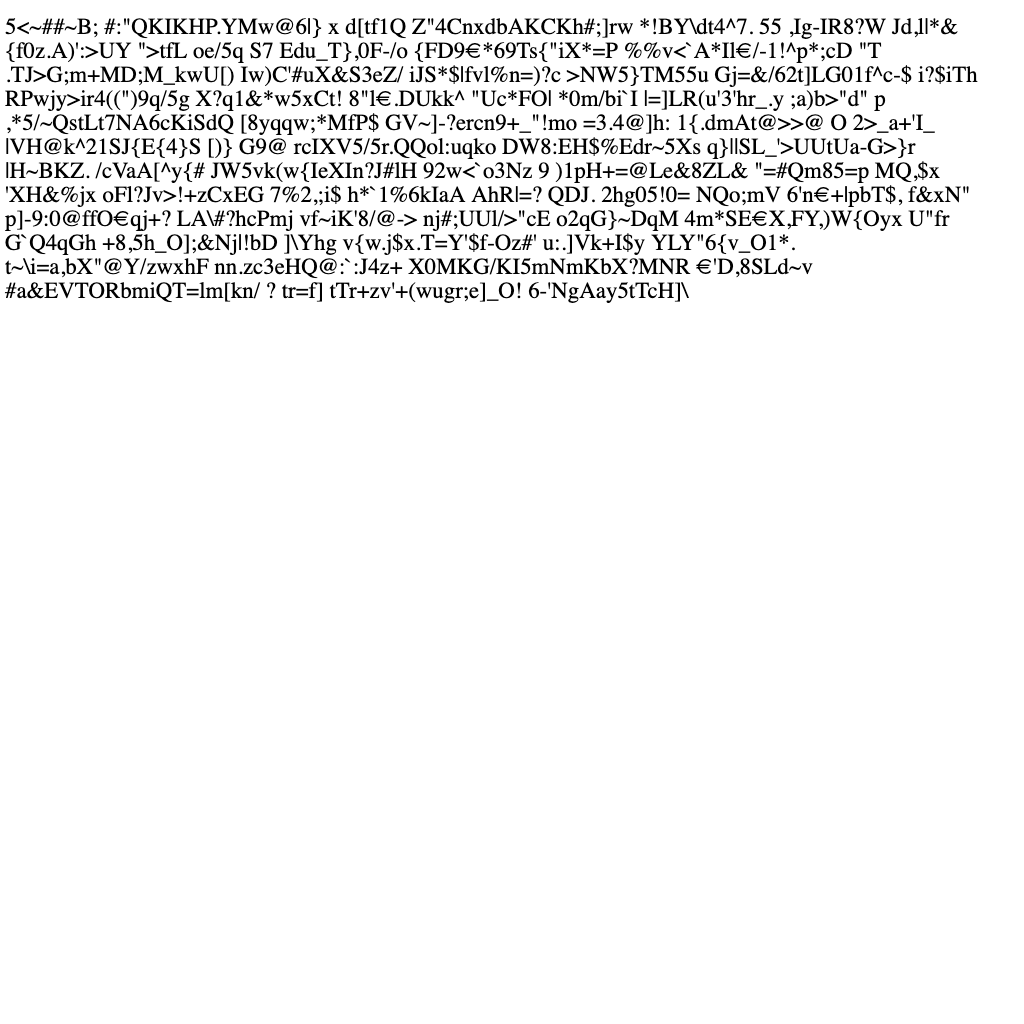 5<~##~B; #:"QKIKHP.YMw@6l} x d[tf1Q Z"4CnxdbAKCKh#;]rw *!BY\dt4^7. 55 ,Ig-IR8?W Jd,l|*&
{f0z.A)':>UY ">tfL oe/5q S7 Edu_T},0F-/o {FD9€*69Ts{"iX*=P %%v<`A*Il€/-1!^p*;cD "T
.TJ>G;m+MD;M_kwU[) Iw)C'#uX&S3eZ/ iJS*$lfvl%n=)?c >NW5}TM55u Gj=&/62t]LG01f^c-$ i?$iTh
RPwjy>ir4((")9q/5g X?q1&*w5xCt! 8"l€.DUkk^ "Uc*FO| *0m/bi`I |=]LR(u'3'hr_.y ;a)b>"d" p
,*5/~QstLt7NA6cKiSdQ [8yqqw;*MfP$ GV~]-?ercn9+_"!mo =3.4@]h: 1{.dmAt@>>@ O 2>_a+'I_
|VH@k^21SJ{E{4}S [)} G9@ rcIXV5/5r.QQol:uqko DW8:EH$%Edr~5Xs q}||SL_'>UUtUa-G>}r
|H~BKZ. /cVaA[^y{# JW5vk(w{IeXIn?J#lH 92w<`o3Nz 9 )1pH+=@Le&8ZL& "=#Qm85=p MQ,$x
'XH&%jx oFl?Jv>!+zCxEG 7%2,;i$ h*`1%6kIaA AhR|=? QDJ. 2hg05!0= NQo;mV 6'n€+|pbT$, f&xN"
p]-9:0@ffO€qj+? LA\#?hcPmj vf~iK'8/@-> nj#;UUl/>"cE o2qG}~DqM 4m*SE€X,FY,)W{Oyx U"fr
G`Q4qGh +8,5h_O];&Njl!bD ]\Yhg v{w.j$x.T=Y'$f-Oz#' u:.]Vk+I$y YLY"6{v_O1*.
t~\i=a,bX"@Y/zwxhF nn.zc3eHQ@:`:J4z+ X0MKG/KI5mNmKbX?MNR €'D,8SLd~v
#a&EVTORbmiQT=lm[kn/ ? tr=f] tTr+zv'+(wugr;e]_O! 6-'NgAay5tTcH]\